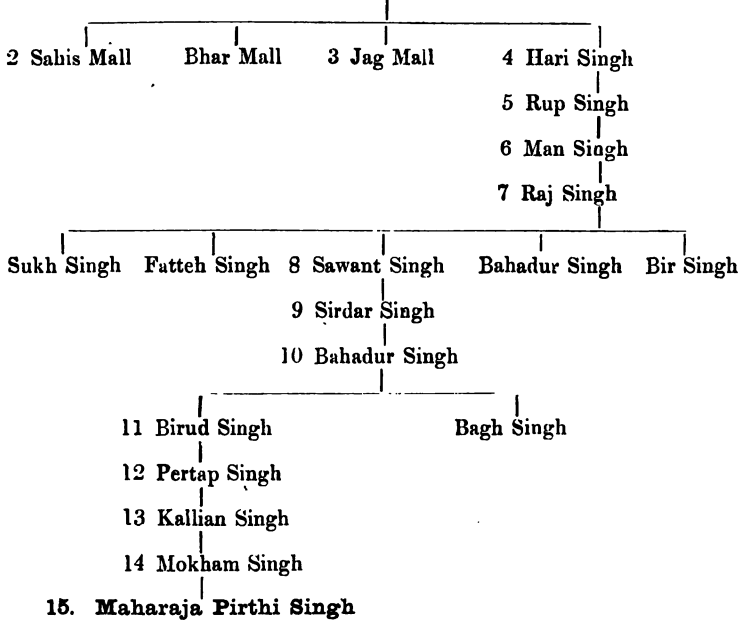 2 Sahis Mall Bhar Mall 3 Jag Mall 4 Hari Singh
5 Rup Singh
6 Man Singh
7 Raj Singh
Sukh Singh Fatteh Singh 8 Sawant Singh Bahadur Singh Bir Singh
9 Sirdar Singh
10 Bahadur Singh
11 Birud Singh Bagh Singh
12 Pertap Singh
13 Kallian Singh
14 Mokham Singh
15. Maharaja Pirthi Singh